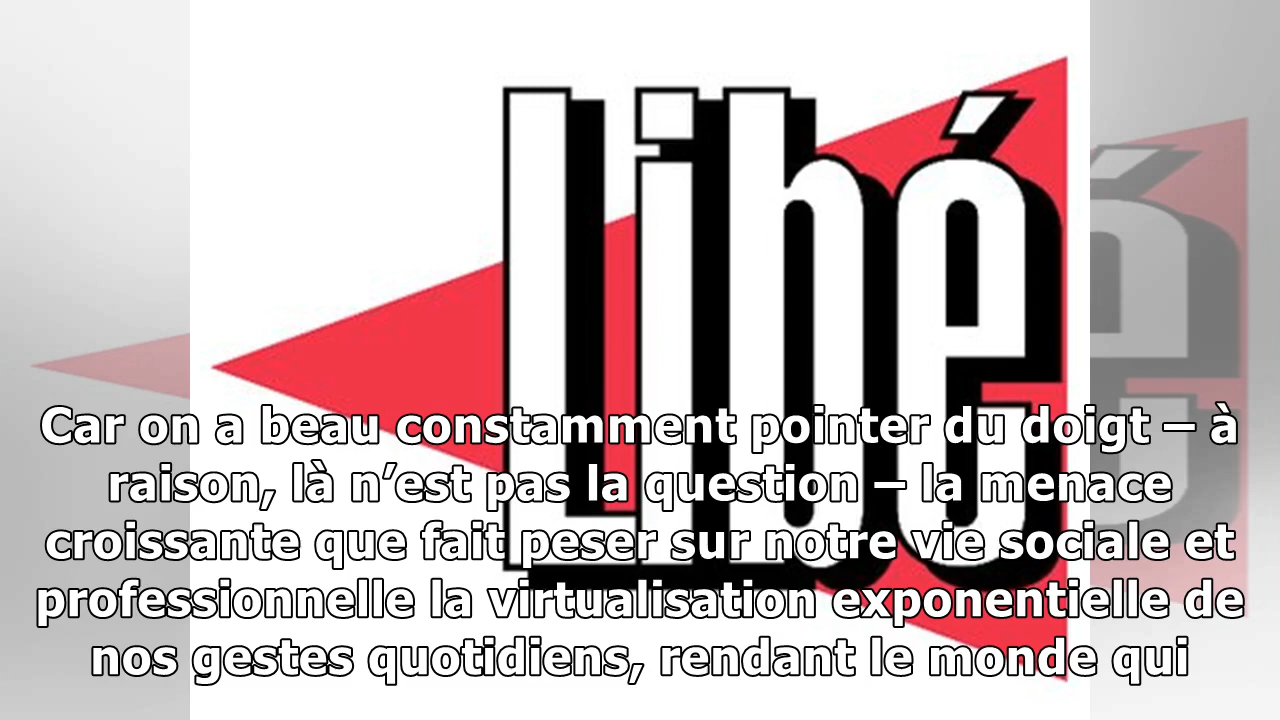 Libé
Car on a beau constamment pointer du doigt – à
raison, là n’est pas la question – la menace
croissante que fait peser sur notre vie sociale et
professionnelle la virtualisation exponentielle de
nos gestes quotidiens, rendant le monde qui